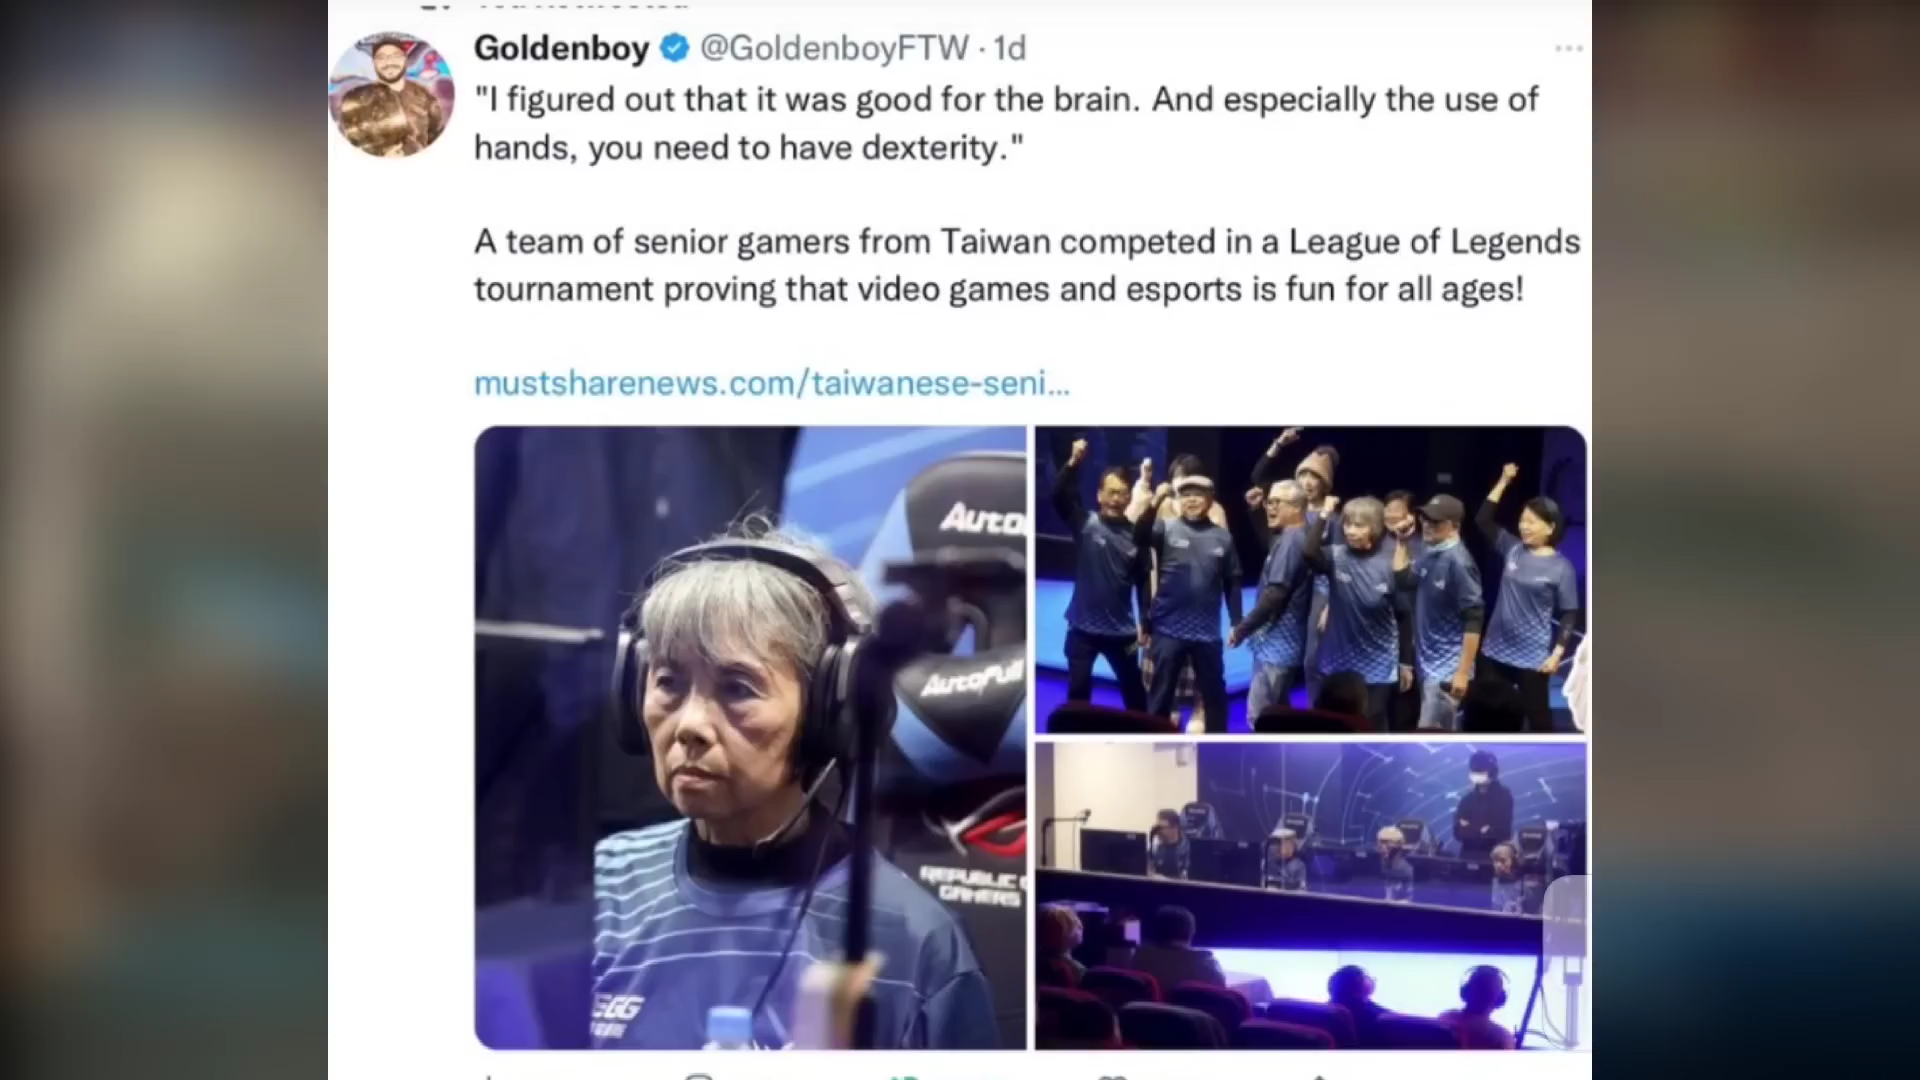 Goldenboy @GoldenboyFTW · 1d
"I figured out that it was good for the brain. And especially the use of
hands, you need to have dexterity."
A team of senior gamers from Taiwan competed in a League of Legends
tournament proving that video games and esports is fun for all ages!
mustsharenews.com/taiwanese-seni...
AutoFull
REPUBLIC
GAMERS